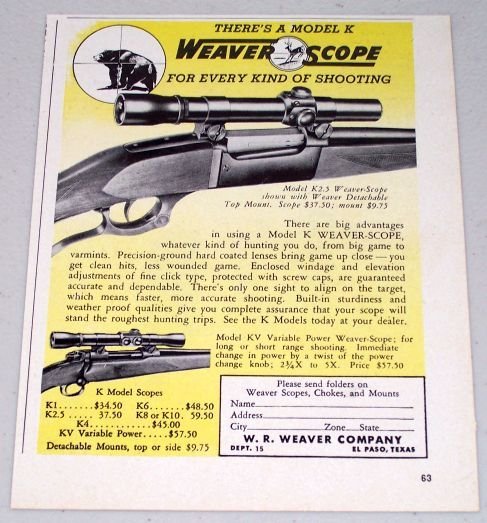 THERE'S A MODEL K
WEAVER SCOPE
FOR EVERY KIND OF SHOOTING
Model K2.5 Weaver-Scope
shown with Weaver Detachable
Top Mount. Scope $37.50; mount $9.75
There are big advantages
in using a Model K WEAVER-SCOPE,
whatever kind of hunting you do, from big game to
varmints. Precision-ground hard coated lenses bring game up close — you
get clean hits, less wounded game. Enclosed windage and elevation
adjustments of fine click type, protected with screw caps, are guaranteed
accurate and dependable. There's only one sight to align on the target,
which means faster, more accurate shooting. Built-in sturdiness and
weather proof qualities give you complete assurance that your scope will
stand the roughest hunting trips. See the K Models today at your dealer.
Model KV Variable Power Weaver-Scope; for
long or short range shooting. Immediate
change in power by a twist of the power
change knob; 2¾X to 5X. Price $57.50
K Model Scopes
K1.......$34.50 K6.......$48.50
K2.5..... 37.50 K8 or K10. 59.50
K4............$45.00
KV Variable Power.....$57.50
Detachable Mounts, top or side $9.75
Please send folders on
Weaver Scopes, Chokes, and Mounts
Name
Address
City Zone State
W. R. WEAVER COMPANY
DEPT. 15 EL PASO, TEXAS
63